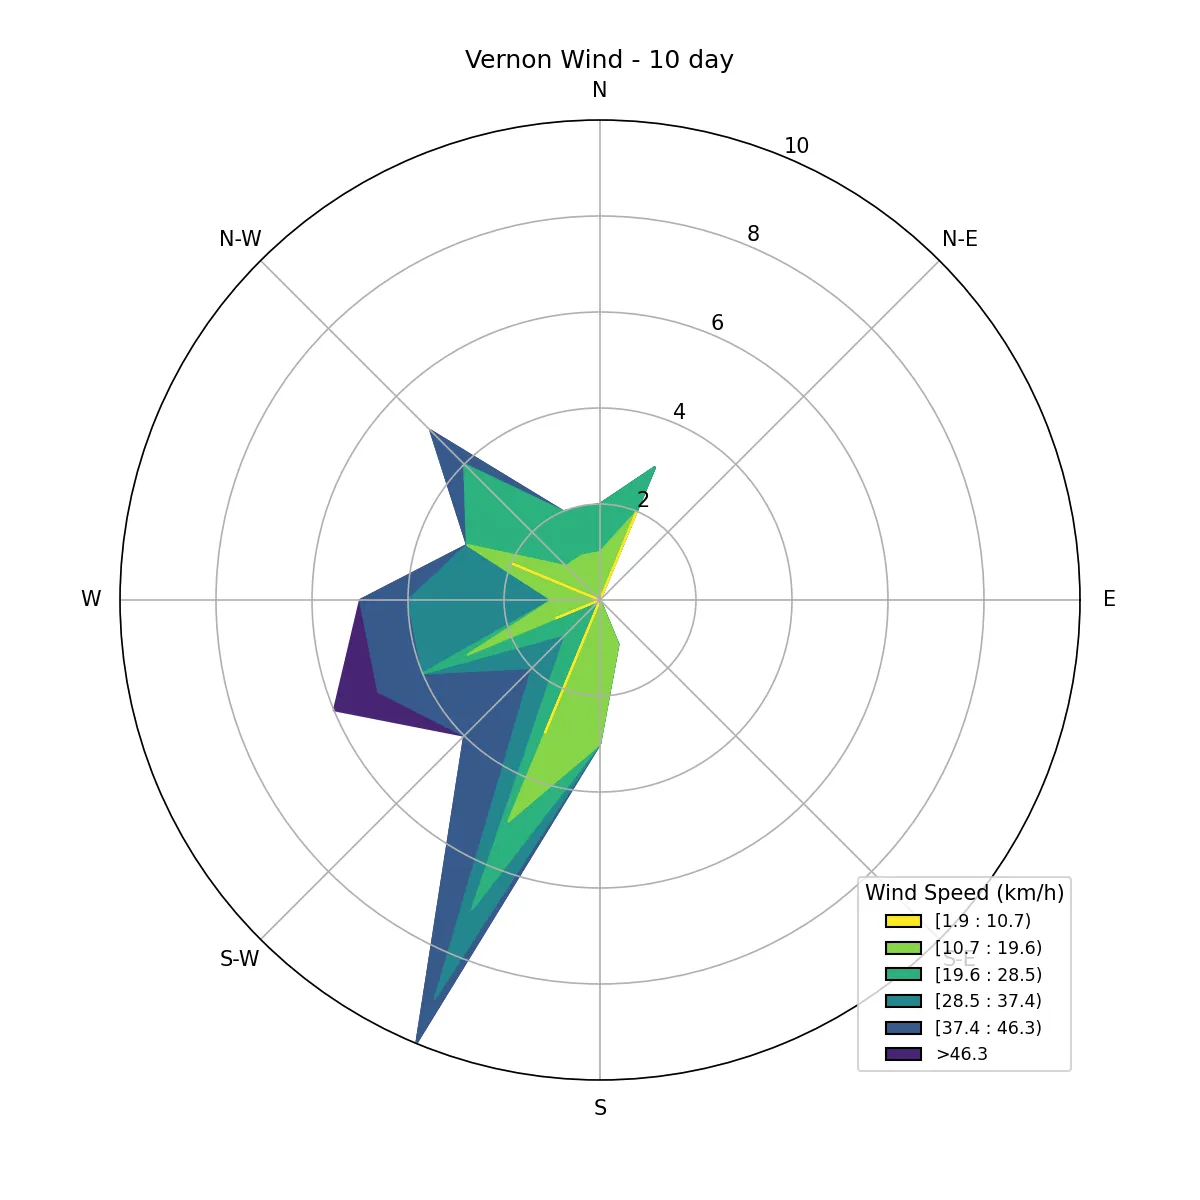 Vernon Wind - 10 day
N
10
N-W
N-E
8
6
4
2
W
E
S-W
S-E
S
Wind Speed (km/h)
[1.9 : 10.7)
[10.7 : 19.6)
[19.6 : 28.5)
[28.5 : 37.4)
[37.4 : 46.3)
>46.3